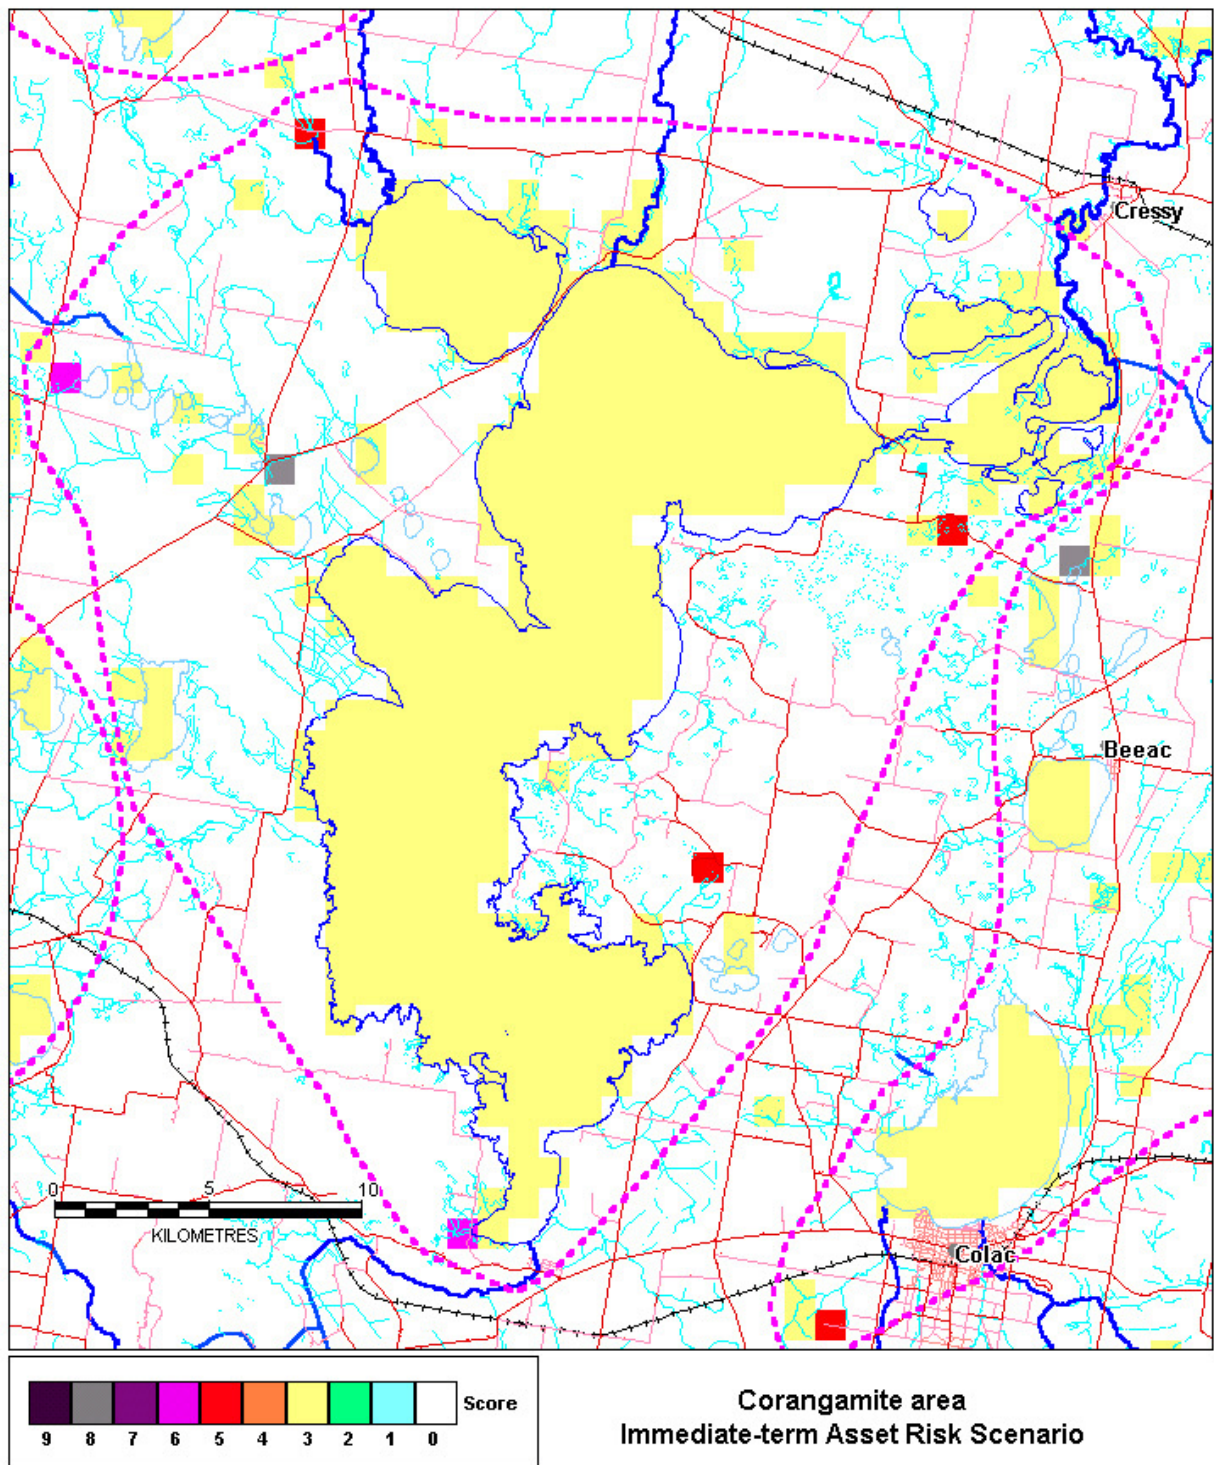 Cressy
Beeac
0 5 10
KILOMETRES
Colac
Score
9 8 7 6 5 4 3 2 1 0
Corangamite area
Immediate-term Asset Risk Scenario